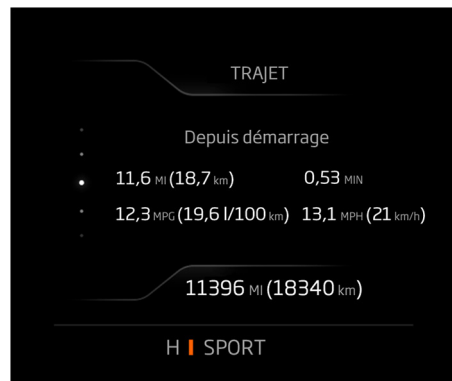 TRAJET
Depuis démarrage
11,6 MI (18,7 km) 0,53 MIN
12,3 MPG (19,6 l/100 km) 13,1 MPH (21 km/h)
11396 MI (18340 km)
H SPORT